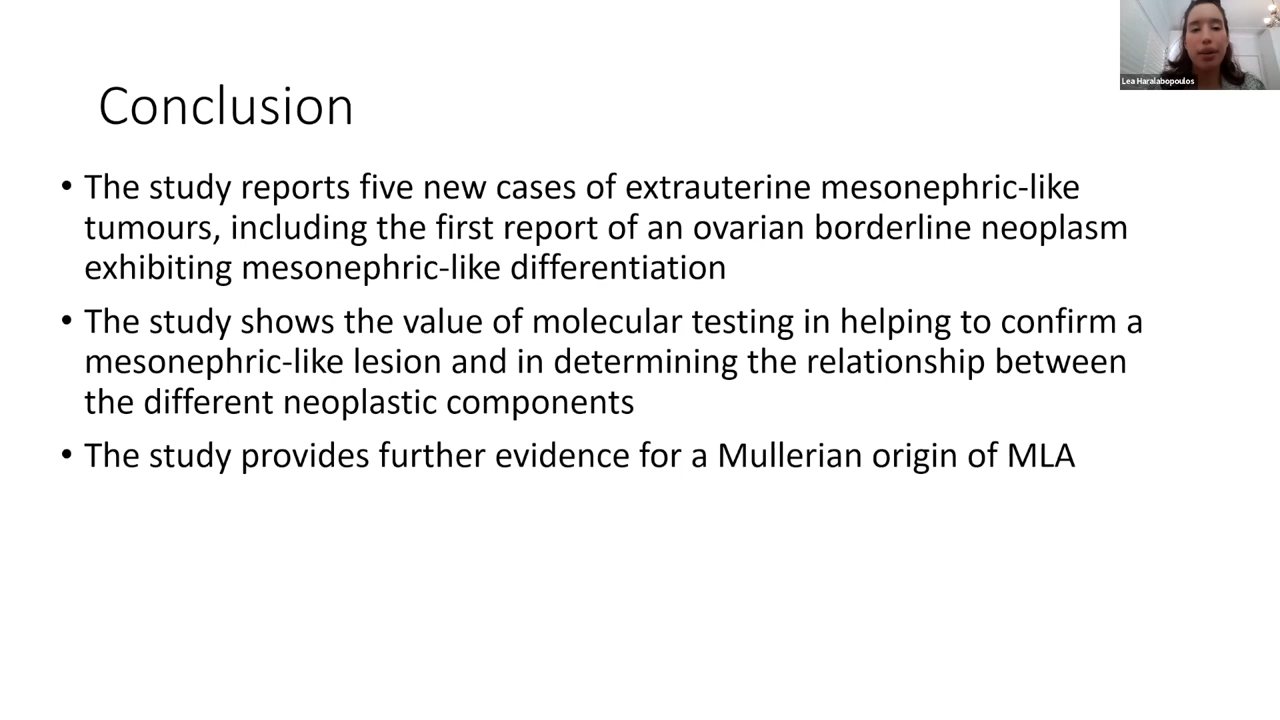 Lea Haralabopoulos
Conclusion
• The study reports five new cases of extrauterine mesonephric-like
tumours, including the first report of an ovarian borderline neoplasm
exhibiting mesonephric-like differentiation
• The study shows the value of molecular testing in helping to confirm a
mesonephric-like lesion and in determining the relationship between
the different neoplastic components
• The study provides further evidence for a Mullerian origin of MLA